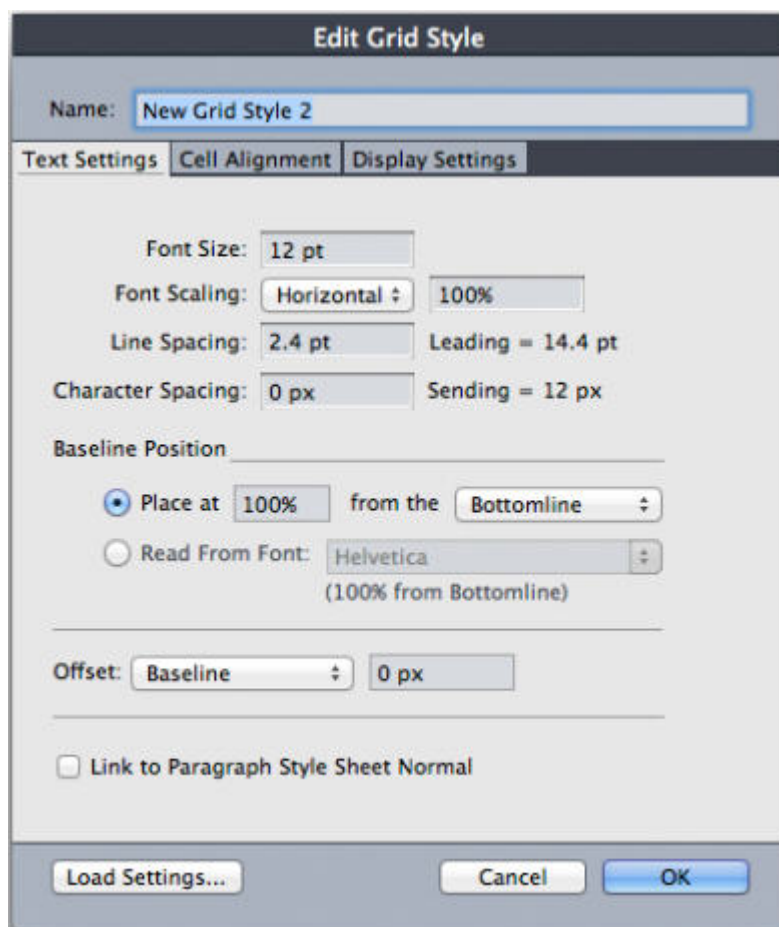 Edit Grid Style
Name: New Grid Style 2
Text Settings Cell Alignment Display Settings
Font Size: 12 pt
Font Scaling: Horizontal 100%
Line Spacing: 2.4 pt Leading = 14.4 pt
Character Spacing: 0 px Sending = 12 px
Baseline Position
Place at 100% from the Bottomline
Read From Font: Helvetica
(100% from Bottomline)
Offset: Baseline 0 px
Link to Paragraph Style Sheet Normal
Load Settings... Cancel OK